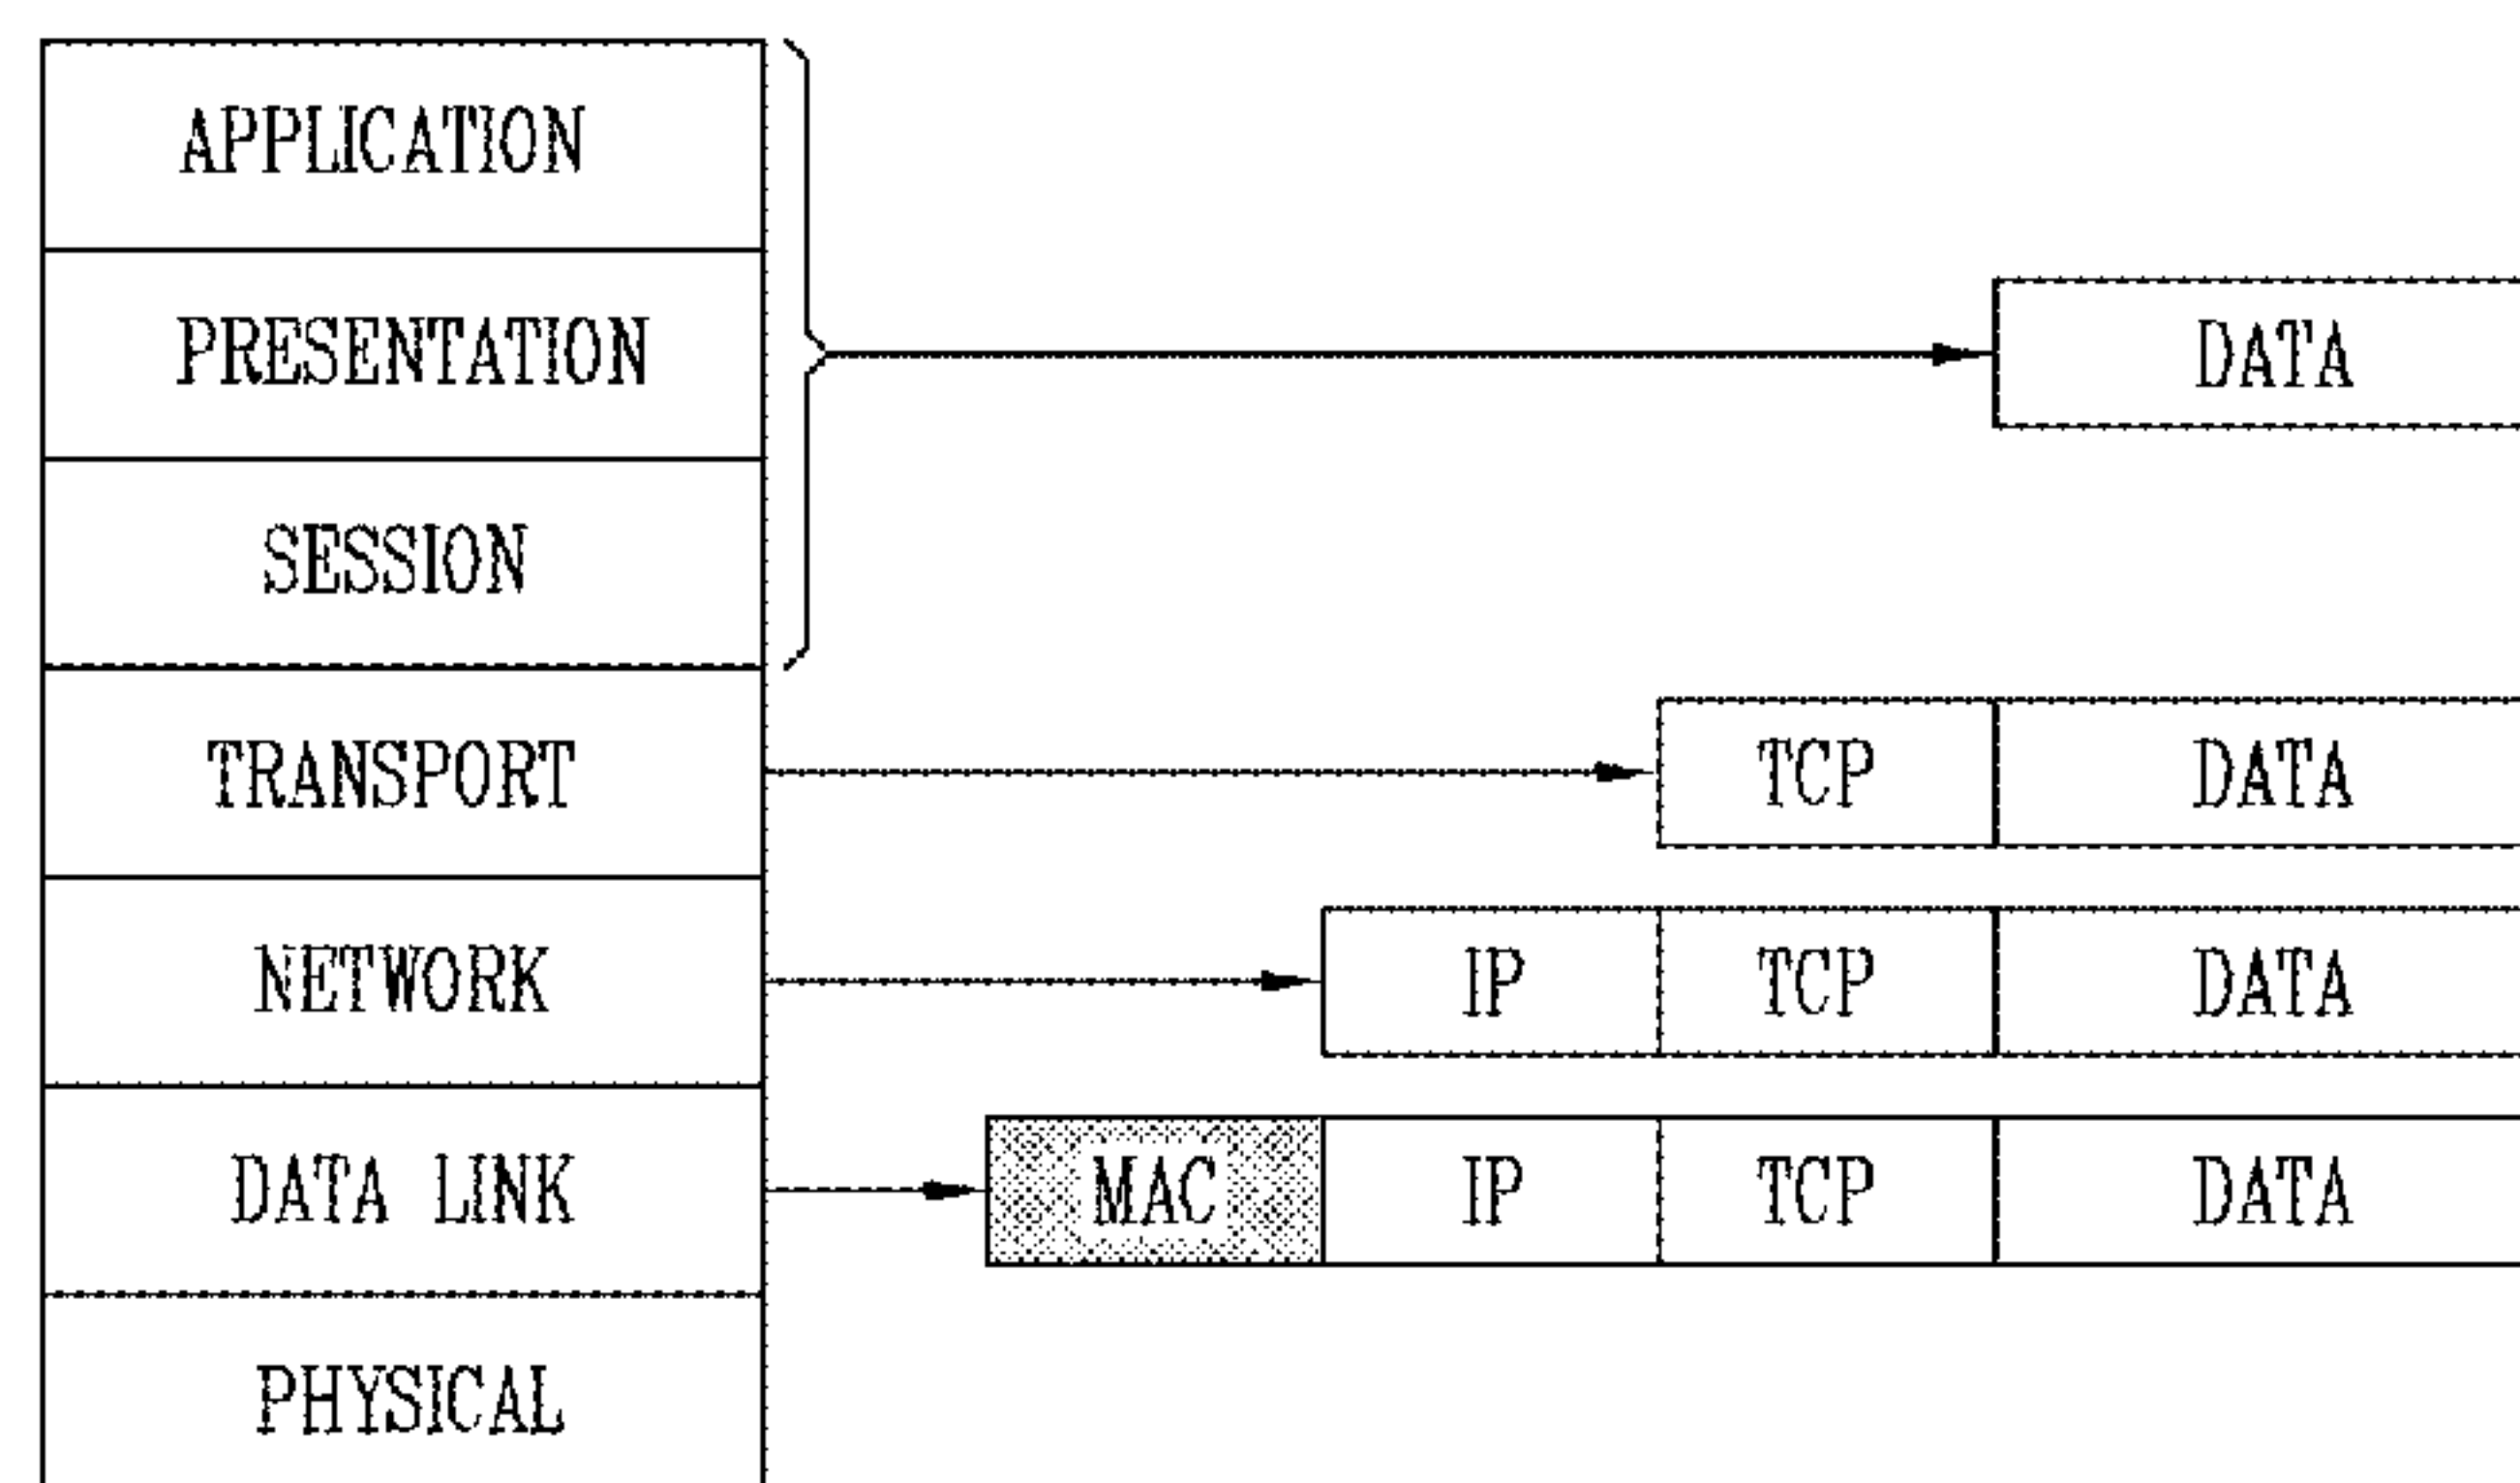 APPLICATION
PRESENTATION
DATA
SESSION
TRANSPORT
TCP DATA
NETWORK
IP TCP DATA
DATA LINK
MAC IP TCP DATA
PHYSICAL